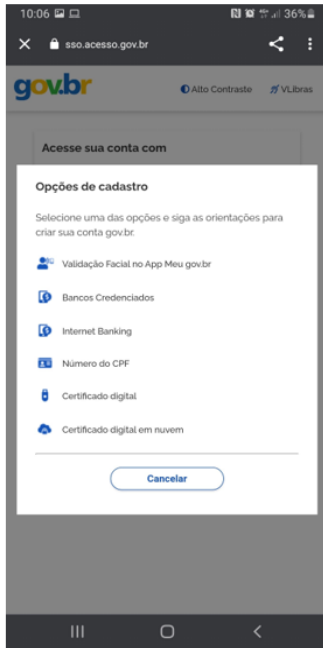 10:06 36%
sso.acesso.gov.br
gov.br Alto Contraste VLibras
Acesse sua conta com
Opções de cadastro
Selecione uma das opções e siga as orientações para
criar sua conta gov.br.
Validação Facial no App Meu gov.br
Bancos Credenciados
Internet Banking
Número do CPF
Certificado digital
Certificado digital em nuvem
Cancelar